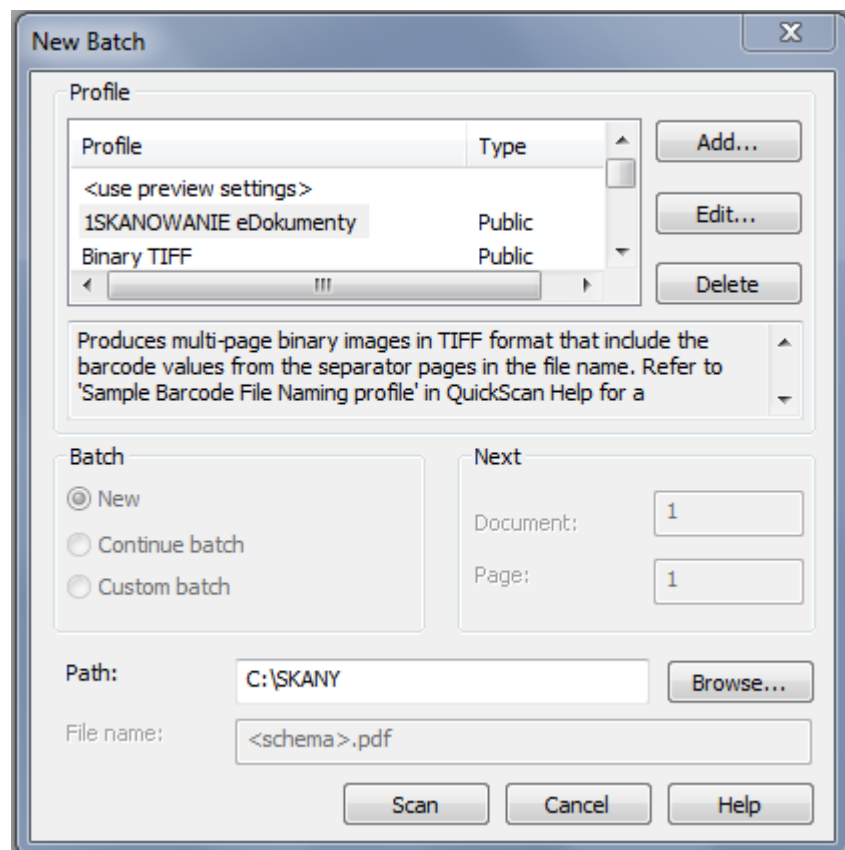 New Batch
Profile
Profile Type
<use preview settings>
1SKANOWANIE eDokumenty Public
Binary TIFF Public
Add...
Edit...
Delete
Produces multi-page binary images in TIFF format that include the
barcode values from the separator pages in the file name. Refer to
'Sample Barcode File Naming profile' in QuickScan Help for a
Batch
New
Continue batch
Custom batch
Next
Document: 1
Page: 1
Path: C:\SKANY Browse...
File name: <schema>.pdf
Scan Cancel Help